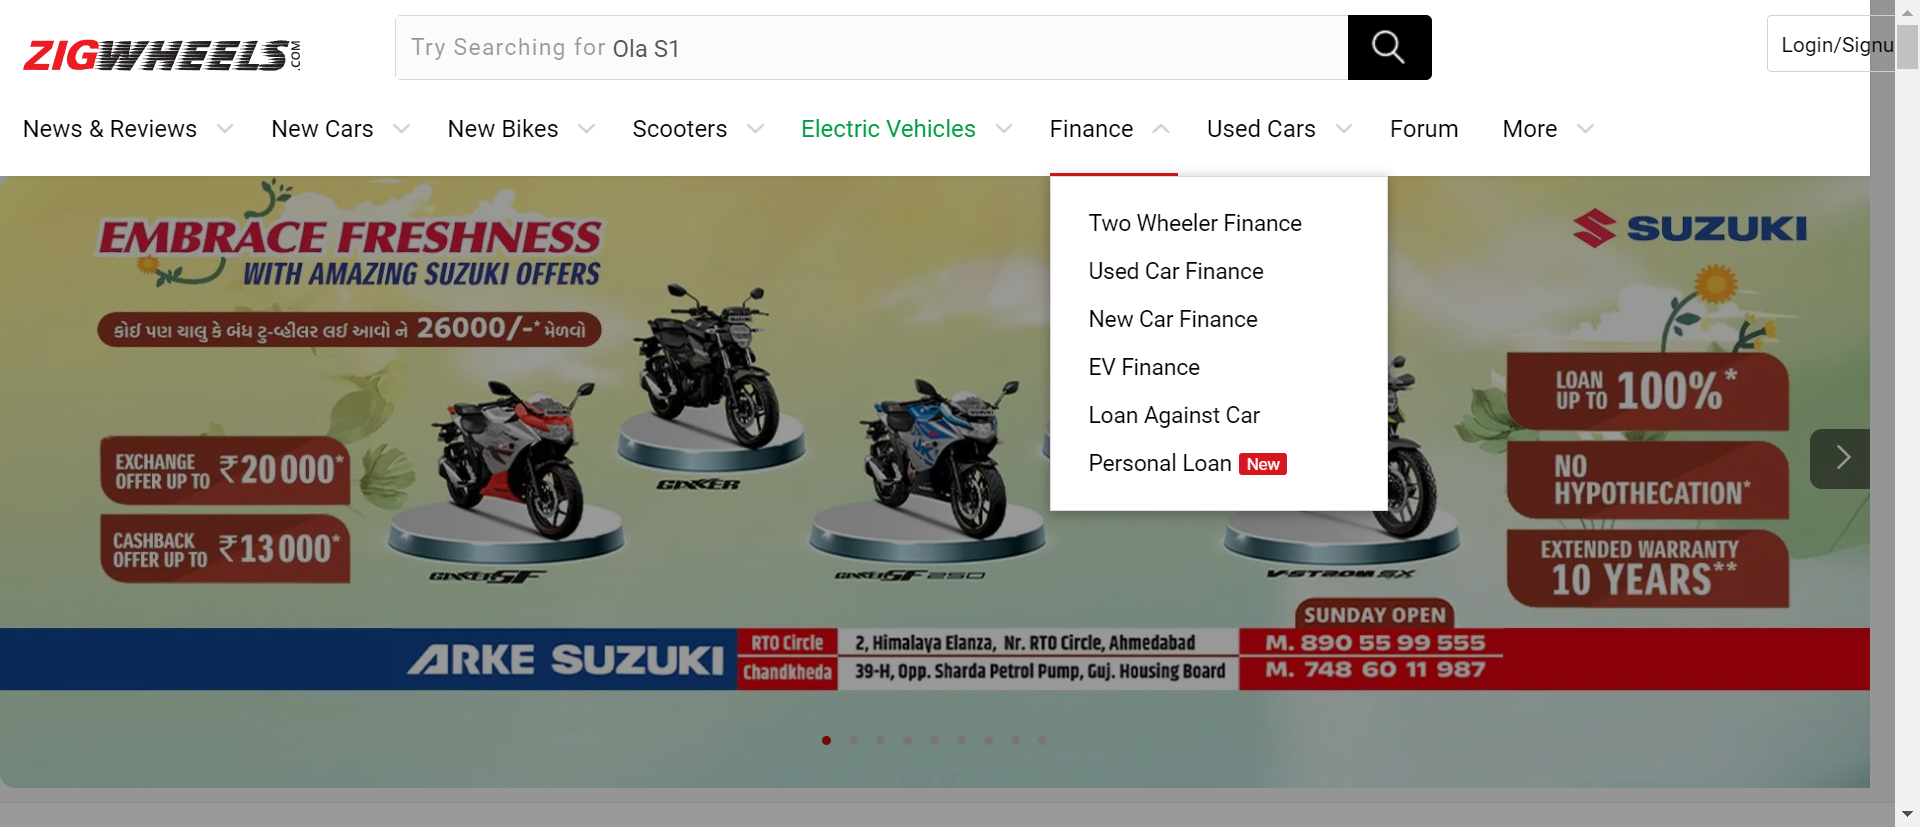 ZIGWHEELS.COM
Try Searching for Ola S1
Login/Signu
News & Reviews
New Cars
New Bikes
Scooters
Electric Vehicles
Finance
Used Cars
Forum
More
Two Wheeler Finance
Used Car Finance
New Car Finance
EV Finance
Loan Against Car
Personal Loan New
EMBRACE FRESHNESS
WITH AMAZING SUZUKI OFFERS
કોઈ પણ ચાલુ કે બંધ ટુ-વ્હીલર લઈ આવો ને 26000/-* મેળવો
EXCHANGE
OFFER UP TO ₹20000*
CASHBACK
OFFER UP TO ₹13000*
GIXXER
GIXXER SF
GIXXER SF 250
V-STROM SX
SUZUKI
LOAN
UP TO 100%*
NO
HYPOTHECATION*
EXTENDED WARRANTY
10 YEARS**
SUNDAY OPEN
ARKE SUZUKI
RTO Circle 2, Himalaya Elanza, Nr. RTO Circle, Ahmedabad M. 890 55 99 555
Chandkheda 39-H, Opp. Sharda Petrol Pump, Guj. Housing Board M. 748 60 11 987